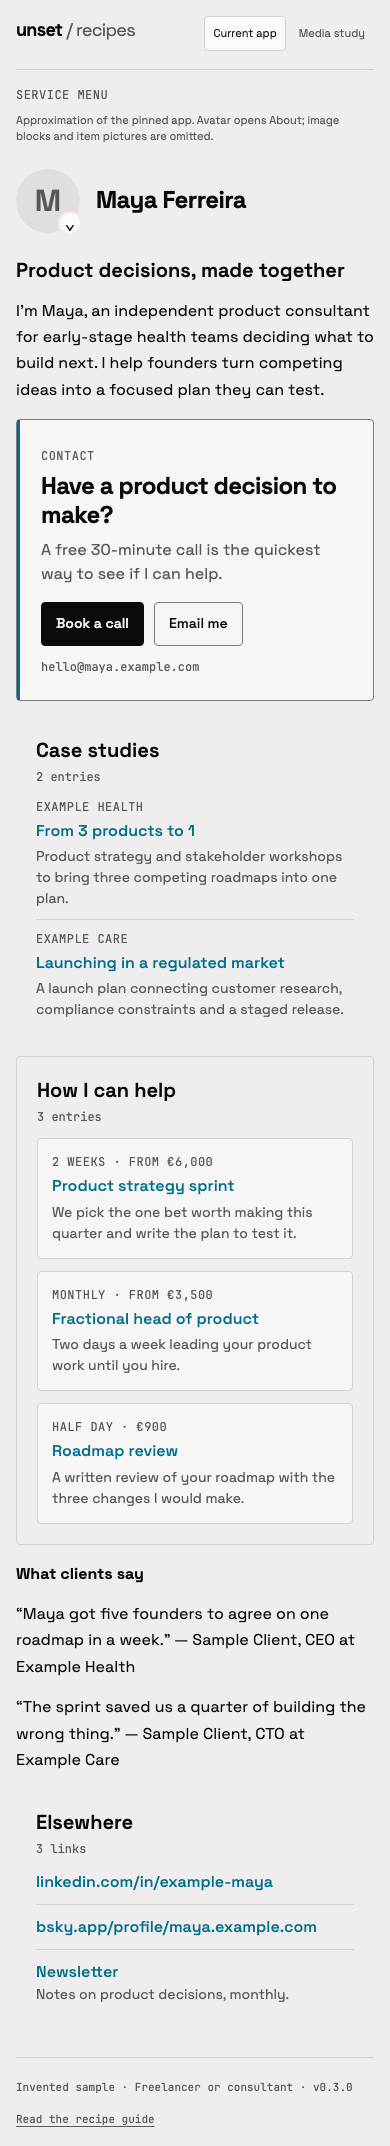 unset / recipes
Current app
Media study
SERVICE MENU
Approximation of the pinned app. Avatar opens About; image
blocks and item pictures are omitted.
M
Maya Ferreira
Product decisions, made together
I'm Maya, an independent product consultant
for early-stage health teams deciding what to
build next. I help founders turn competing
ideas into a focused plan they can test.
CONTACT
Have a product decision to
make?
A free 30-minute call is the quickest
way to see if I can help.
Book a call
Email me
hello@maya.example.com
Case studies
2 entries
EXAMPLE HEALTH
From 3 products to 1
Product strategy and stakeholder workshops
to bring three competing roadmaps into one
plan.
EXAMPLE CARE
Launching in a regulated market
A launch plan connecting customer research,
compliance constraints and a staged release.
How I can help
3 entries
2 WEEKS · FROM €6,000
Product strategy sprint
We pick the one bet worth making this
quarter and write the plan to test it.
MONTHLY · FROM €3,500
Fractional head of product
Two days a week leading your product
work until you hire.
HALF DAY · €900
Roadmap review
A written review of your roadmap with the
three changes I would make.
What clients say
“Maya got five founders to agree on one
roadmap in a week.” — Sample Client, CEO at
Example Health
“The sprint saved us a quarter of building the
wrong thing.” — Sample Client, CTO at
Example Care
Elsewhere
3 links
linkedin.com/in/example-maya
bsky.app/profile/maya.example.com
Newsletter
Notes on product decisions, monthly.
Invented sample · Freelancer or consultant · v0.3.0
Read the recipe guide